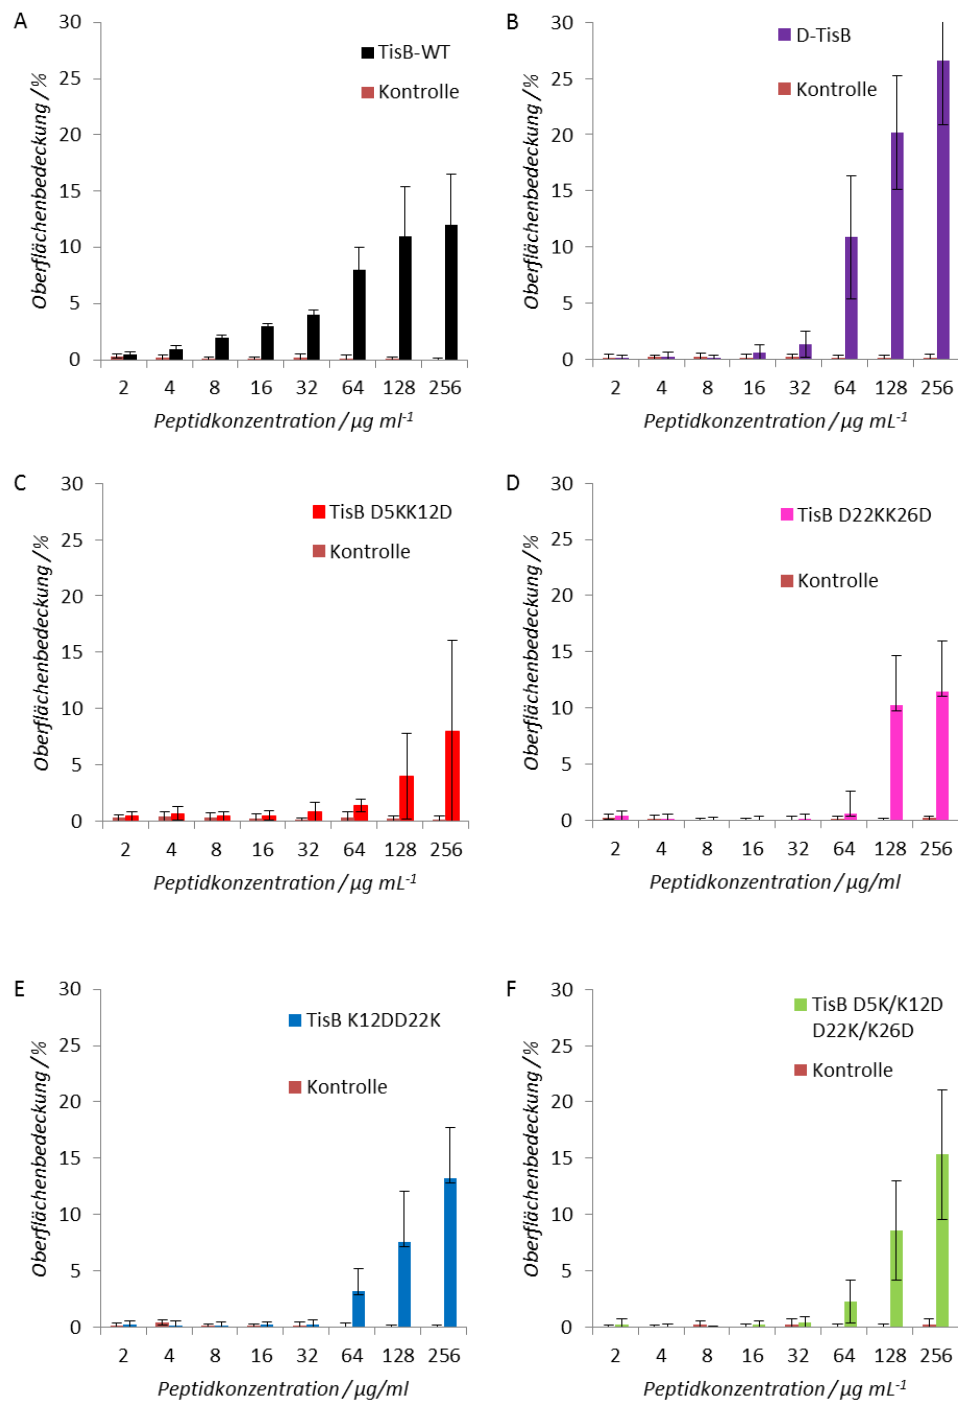 A
Oberflächenbedeckung / %
30
25
20
15
10
5
0
TisB-WT
Kontrolle
2 4 8 16 32 64 128 256
Peptidkonzentration / µg ml-1
B
Oberflächenbedeckung / %
30
25
20
15
10
5
0
D-TisB
Kontrolle
2 4 8 16 32 64 128 256
Peptidkonzentration / µg mL-1
C
Oberflächenbedeckung / %
30
25
20
15
10
5
0
TisB D5KK12D
Kontrolle
2 4 8 16 32 64 128 256
Peptidkonzentration / µg mL-1
D
Oberflächenbedeckung / %
30
25
20
15
10
5
0
TisB D22KK26D
Kontrolle
2 4 8 16 32 64 128 256
Peptidkonzentration / µg/ml
E
Oberflächenbedeckung / %
30
25
20
15
10
5
0
TisB K12DD22K
Kontrolle
2 4 8 16 32 64 128 256
Peptidkonzentration / µg/ml
F
Oberflächenbedeckung / %
30
25
20
15
10
5
0
TisB D5K/K12D
D22K/K26D
Kontrolle
2 4 8 16 32 64 128 256
Peptidkonzentration / µg mL-1